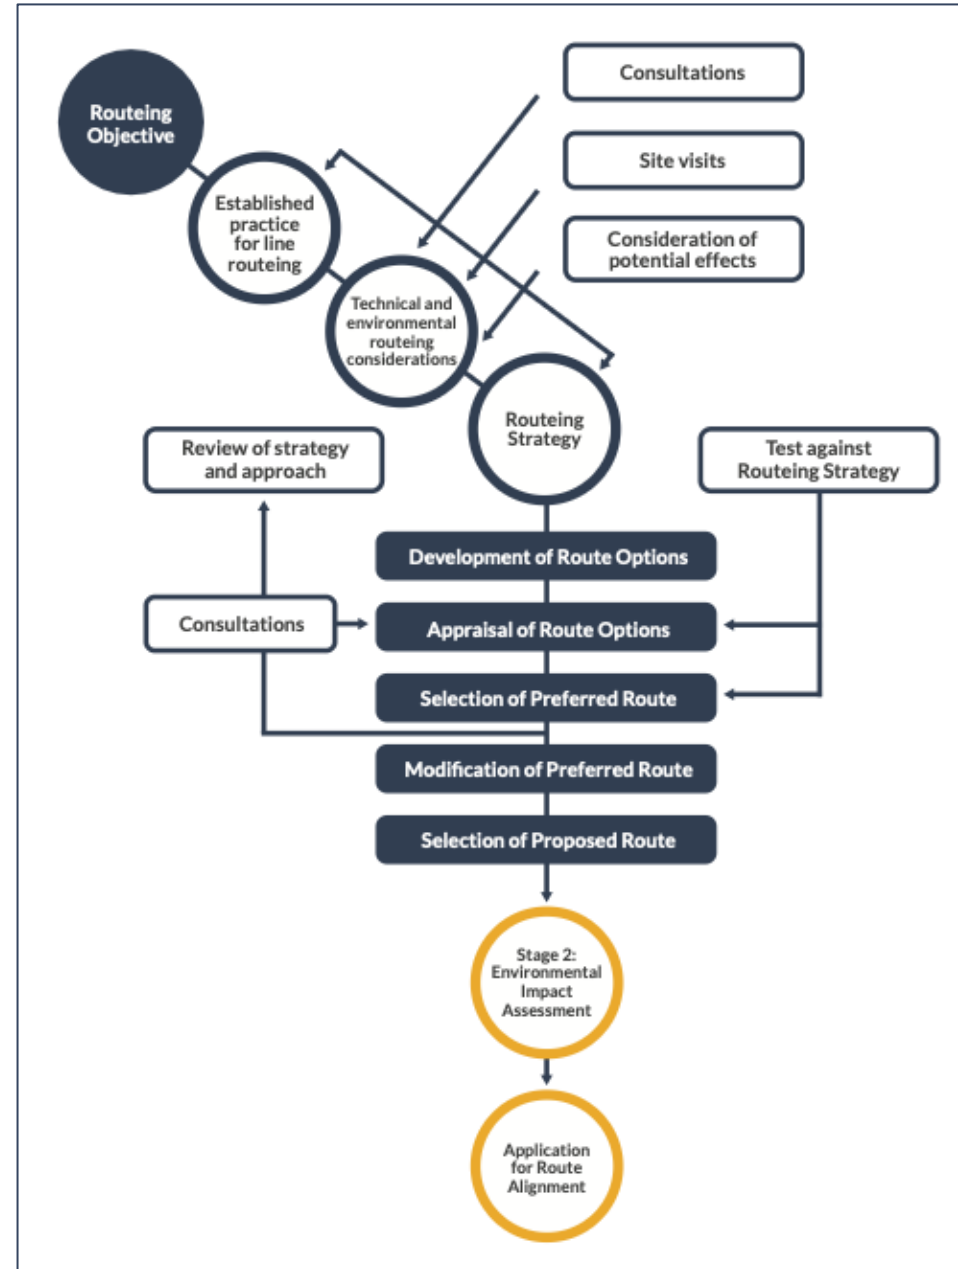 Routeing
Objective
Consultations
Site visits
Established
practice
for line
routeing
Consideration of
potential effects
Technical and
environmental
routeing
considerations
Routeing
Strategy
Review of strategy
and approach
Test against
Routeing Strategy
Development of Route Options
Consultations
Appraisal of Route Options
Selection of Preferred Route
Modification of Preferred Route
Selection of Proposed Route
Stage 2:
Environmental
Impact
Assessment
Application
for Route
Alignment